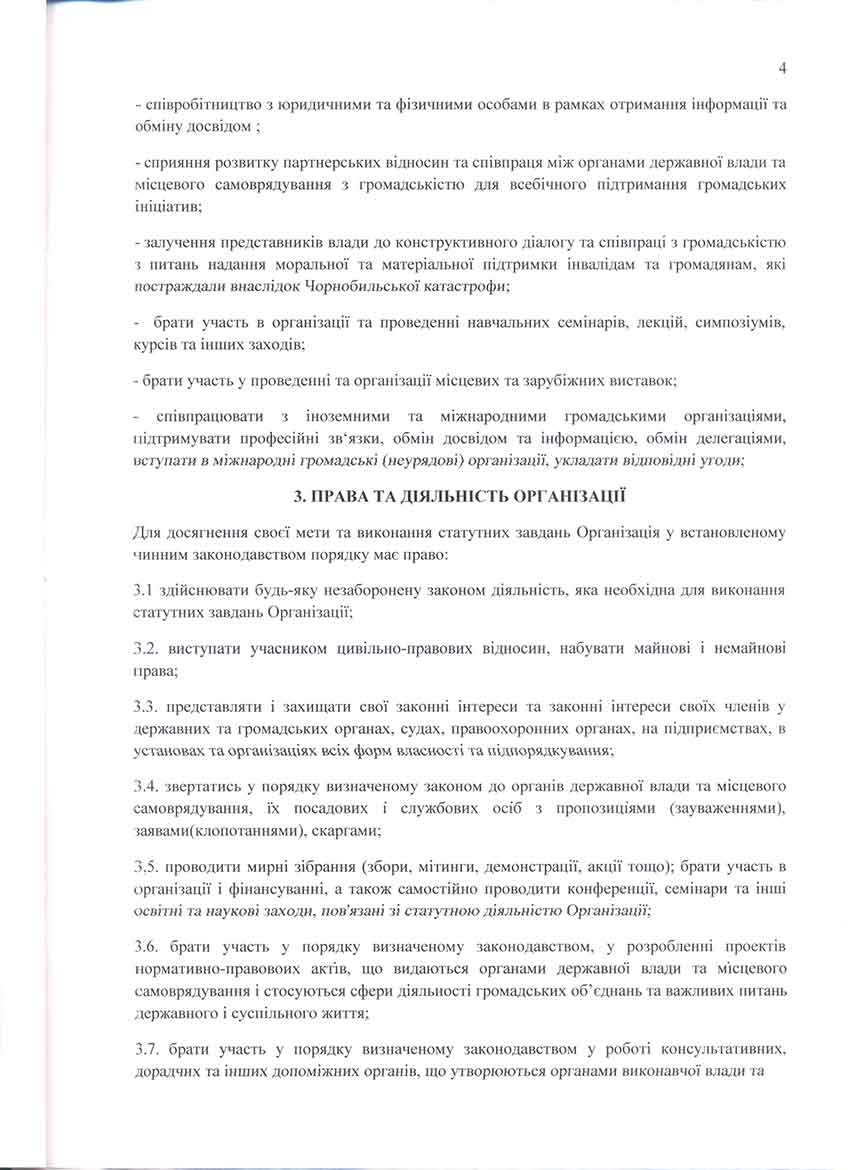 4
- співробітництво з юридичними та фізичними особами в рамках отримання інформації та
обміну досвідом ;
- сприяння розвитку партнерських відносин та співпраця між органами державної влади та
місцевого самоврядування з громадськістю для всебічного підтримання громадських
ініціатив;
- залучення представників влади до конструктивного діалогу та співпраці з громадськістю
з питань надання моральної та матеріальної підтримки інвалідам та громадянам, які
постраждали внаслідок Чорнобильської катастрофи;
- брати участь в організації та проведенні навчальних семінарів, лекцій, симпозіумів,
курсів та інших заходів;
- брати участь у проведенні та організації місцевих та зарубіжних виставок;
- співпрацювати з іноземними та міжнародними громадськими організаціями,
підтримувати професійні зв‘язки, обмін досвідом та інформацією, обмін делегаціями,
вступати в міжнародні громадські (неурядові) організації, укладати відповідні угоди;
3. ПРАВА ТА ДІЯЛЬНІСТЬ ОРГАНІЗАЦІЇ
Для досягнення своєї мети та виконання статутних завдань Організація у встановленому
чинним законодавством порядку має право:
3.1 здійснювати будь-яку незаборонену законом діяльність, яка необхідна для виконання
статутних завдань Організації;
3.2. виступати учасником цивільно-правових відносин, набувати майнові і немайнові
права;
3.3. представляти і захищати свої законні інтереси та законні інтереси своїх членів у
державних та громадських органах, судах, правоохоронних органах, на підприємствах, в
установах та організаціях всіх форм власності та підпорядкування;
3.4. звертатись у порядку визначеному законом до органів державної влади та місцевого
самоврядування, їх посадових і службових осіб з пропозиціями (зауваженнями),
заявами(клопотаннями), скаргами;
3.5. проводити мирні зібрання (збори, мітинги, демонстрації, акції тощо); брати участь в
організації і фінансуванні, а також самостійно проводити конференції, семінари та інші
освітні та наукові заходи, пов'язані зі статутною діяльністю Організації;
3.6. брати участь у порядку визначеному законодавством, у розробленні проектів
нормативно-правовоих актів, що видаються органами державної влади та місцевого
самоврядування і стосуються сфери діяльності громадських об’єднань та важливих питань
державного і суспільного життя;
3.7. брати участь у порядку визначеному законодавством у роботі консультативних,
дорадчих та інших допоміжних органів, що утворюються органами виконавчої влади та